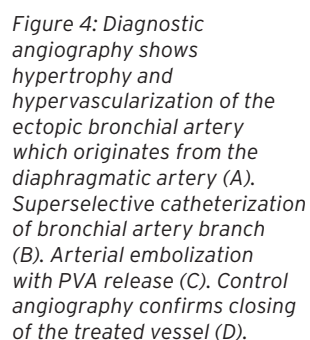 Figure 4: Diagnostic
angiography shows
hypertrophy and
hypervascularization of the
ectopic bronchial artery
which originates from the
diaphragmatic artery (A).
Superselective catheterization
of bronchial artery branch
(B). Arterial embolization
with PVA release (C). Control
angiography confirms closing
of the treated vessel (D).